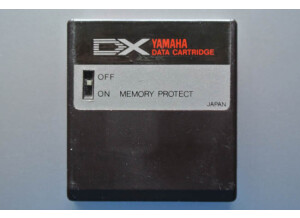 DX YAMAHA
DATA CARTRIDGE
OFF
ON MEMORY PROTECT
JAPAN